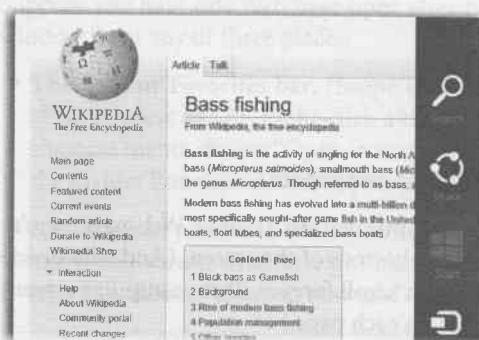 WIKIPEDIA
The Free Encyclopedia
Main page
Contents
Featured content
Current events
Random article
Donate to Wikipedia
Wikimedia Shop
Interaction
Help
About Wikipedia
Community portal
Recent changes
Article Talk
Bass fishing
From Wikipedia, the free encyclopedia
Bass fishing is the activity of angling for the North A
bass (Micropterus salmoides), smallmouth bass (Mic
the genus Micropterus. Though referred to as bass, a
Modern bass fishing has evolved into a multi-billion d
most specifically sought-after game fish in the United
boats, float tubes, and specialized bass boats
Contents [hide]
1 Black bass as Gamefish
2 Background
3 Rise of modern bass fishing
4 Population management
Search
Share
Start